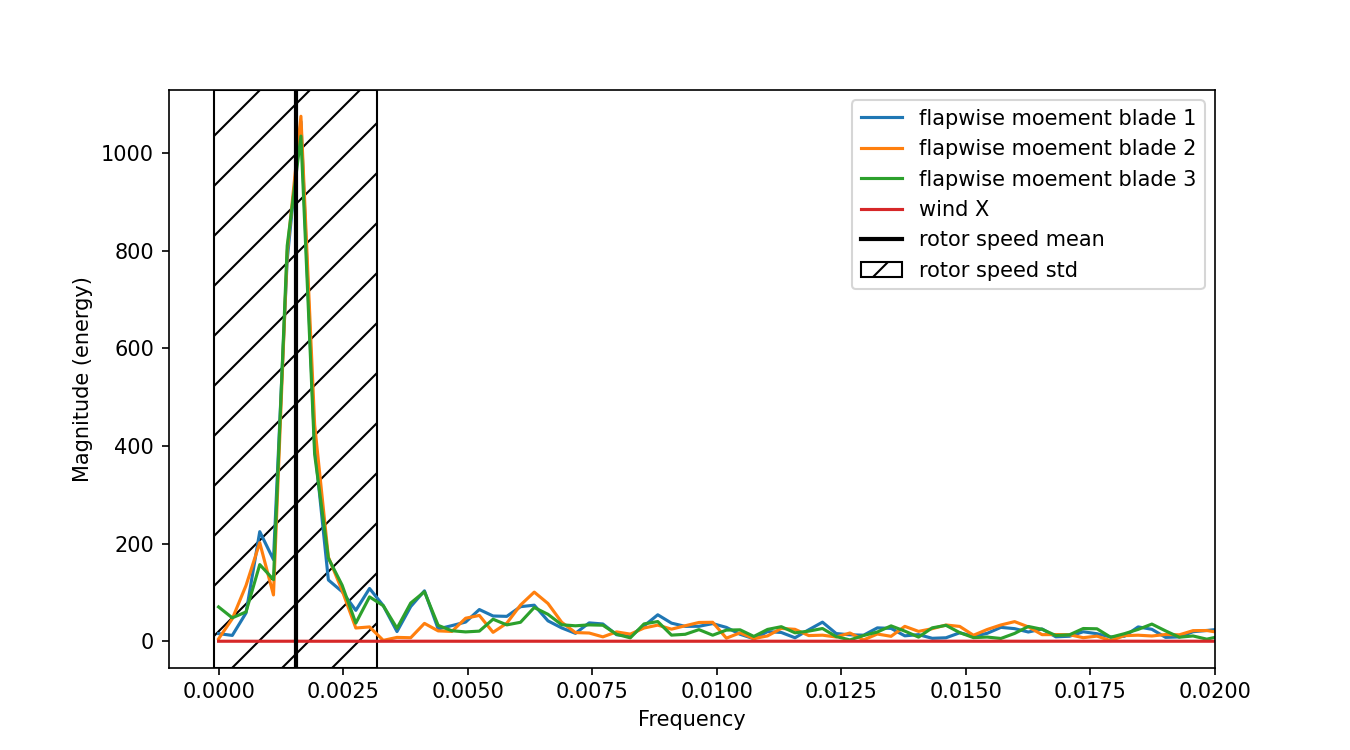 flapwise moement blade 1
flapwise moement blade 2
flapwise moement blade 3
wind X
rotor speed mean
rotor speed std
Magnitude (energy)
1000
800
600
400
200
0
0.0000 0.0025 0.0050 0.0075 0.0100 0.0125 0.0150 0.0175 0.0200
Frequency